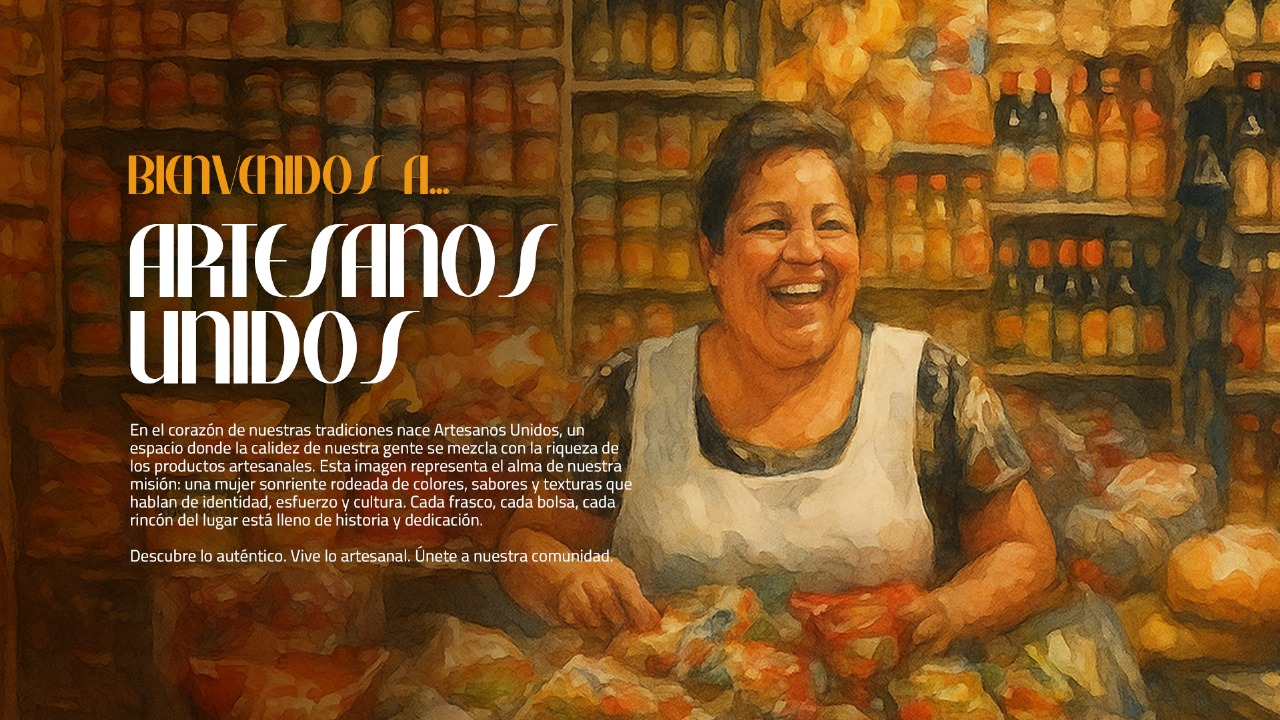 BIENVENIDOS A...
ARTESANOS
UNIDOS
En el corazón de nuestras tradiciones nace Artesanos Unidos, un
espacio donde la calidez de nuestra gente se mezcla con la riqueza de
los productos artesanales. Esta imagen representa el alma de nuestra
misión: una mujer sonriente rodeada de colores, sabores y texturas que
hablan de identidad, esfuerzo y cultura. Cada frasco, cada bolsa, cada
rincón del lugar está lleno de historia y dedicación.
Descubre lo auténtico. Vive lo artesanal. Únete a nuestra comunidad.